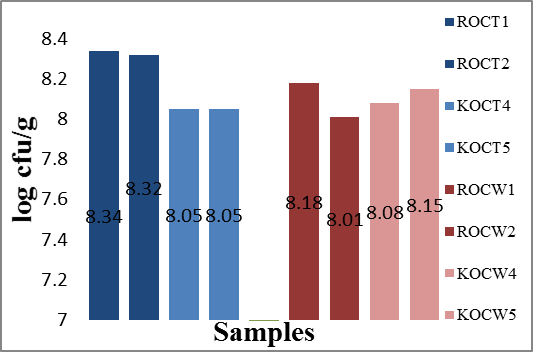 8.4
8.2
8
7.8
7.6
7.4
7.2
7
log cfu/g
8.34
8.32
8.05
8.05
8.18
8.01
8.08
8.15
Samples
ROCT1
ROCT2
KOCT4
KOCT5
ROCW1
ROCW2
KOCW4
KOCW5